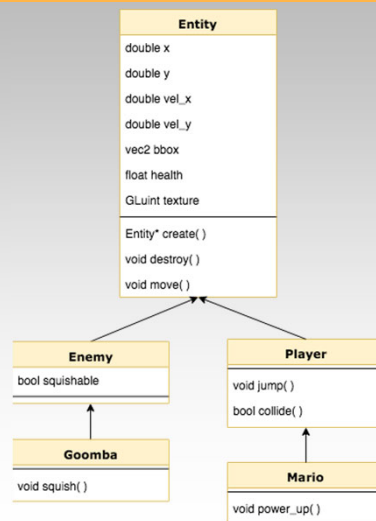 Entity
double x
double y
double vel_x
double vel_y
vec2 bbox
float health
GLuint texture
Entity* create( )
void destroy( )
void move( )
Enemy
bool squishable
Goomba
void squish( )
Player
void jump( )
bool collide( )
Mario
void power_up( )